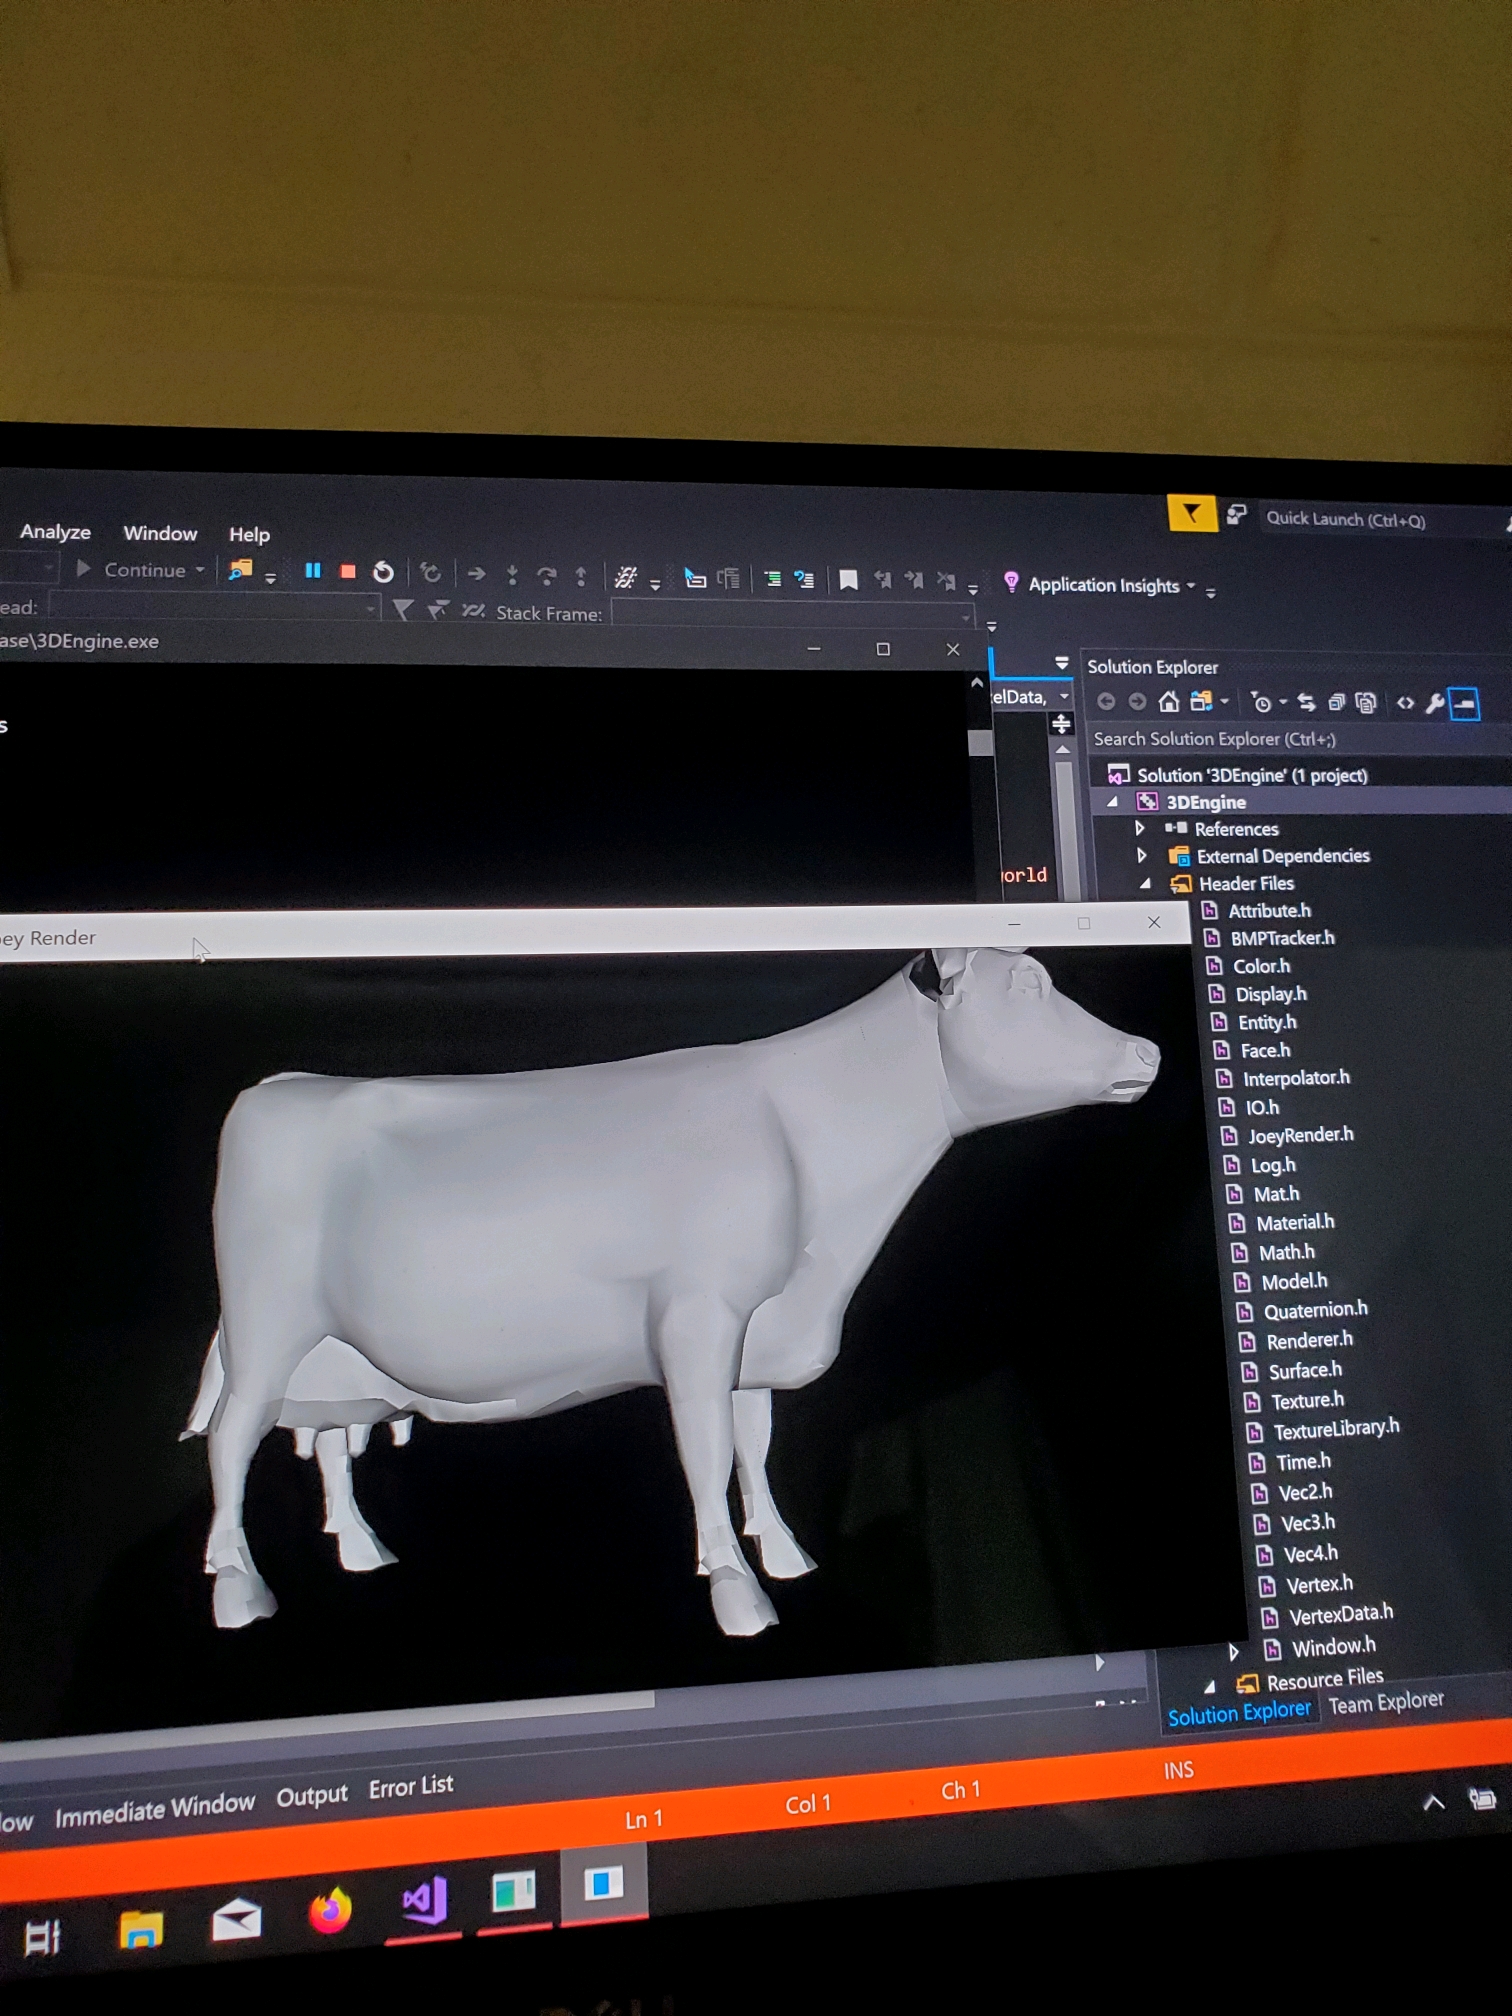 Analyze Window Help
Quick Launch (Ctrl+Q)
Continue
Application Insights
ead:
Stack Frame:
ase\3DEngine.exe
Solution Explorer
elData,
s
Search Solution Explorer (Ctrl+;)
Solution '3DEngine' (1 project)
3DEngine
References
External Dependencies
orld
Header Files
Attribute.h
ey Render
BMPTracker.h
Color.h
Display.h
Entity.h
Face.h
Interpolator.h
IO.h
JoeyRender.h
Log.h
Mat.h
Material.h
Math.h
Model.h
Quaternion.h
Renderer.h
Surface.h
Texture.h
TextureLibrary.h
Time.h
Vec2.h
Vec3.h
Vec4.h
Vertex.h
VertexData.h
Window.h
Resource Files
Solution Explorer Team Explorer
low Immediate Window Output Error List
Ln 1 Col 1 Ch 1 INS